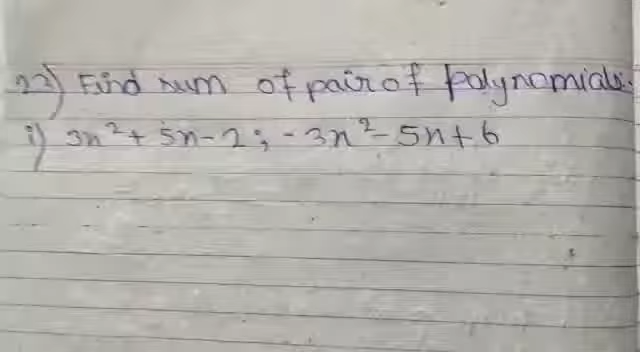 22) Find sum of pair of polynomials.
i) 3n² + 5n - 2 ; - 3n² - 5n + 6